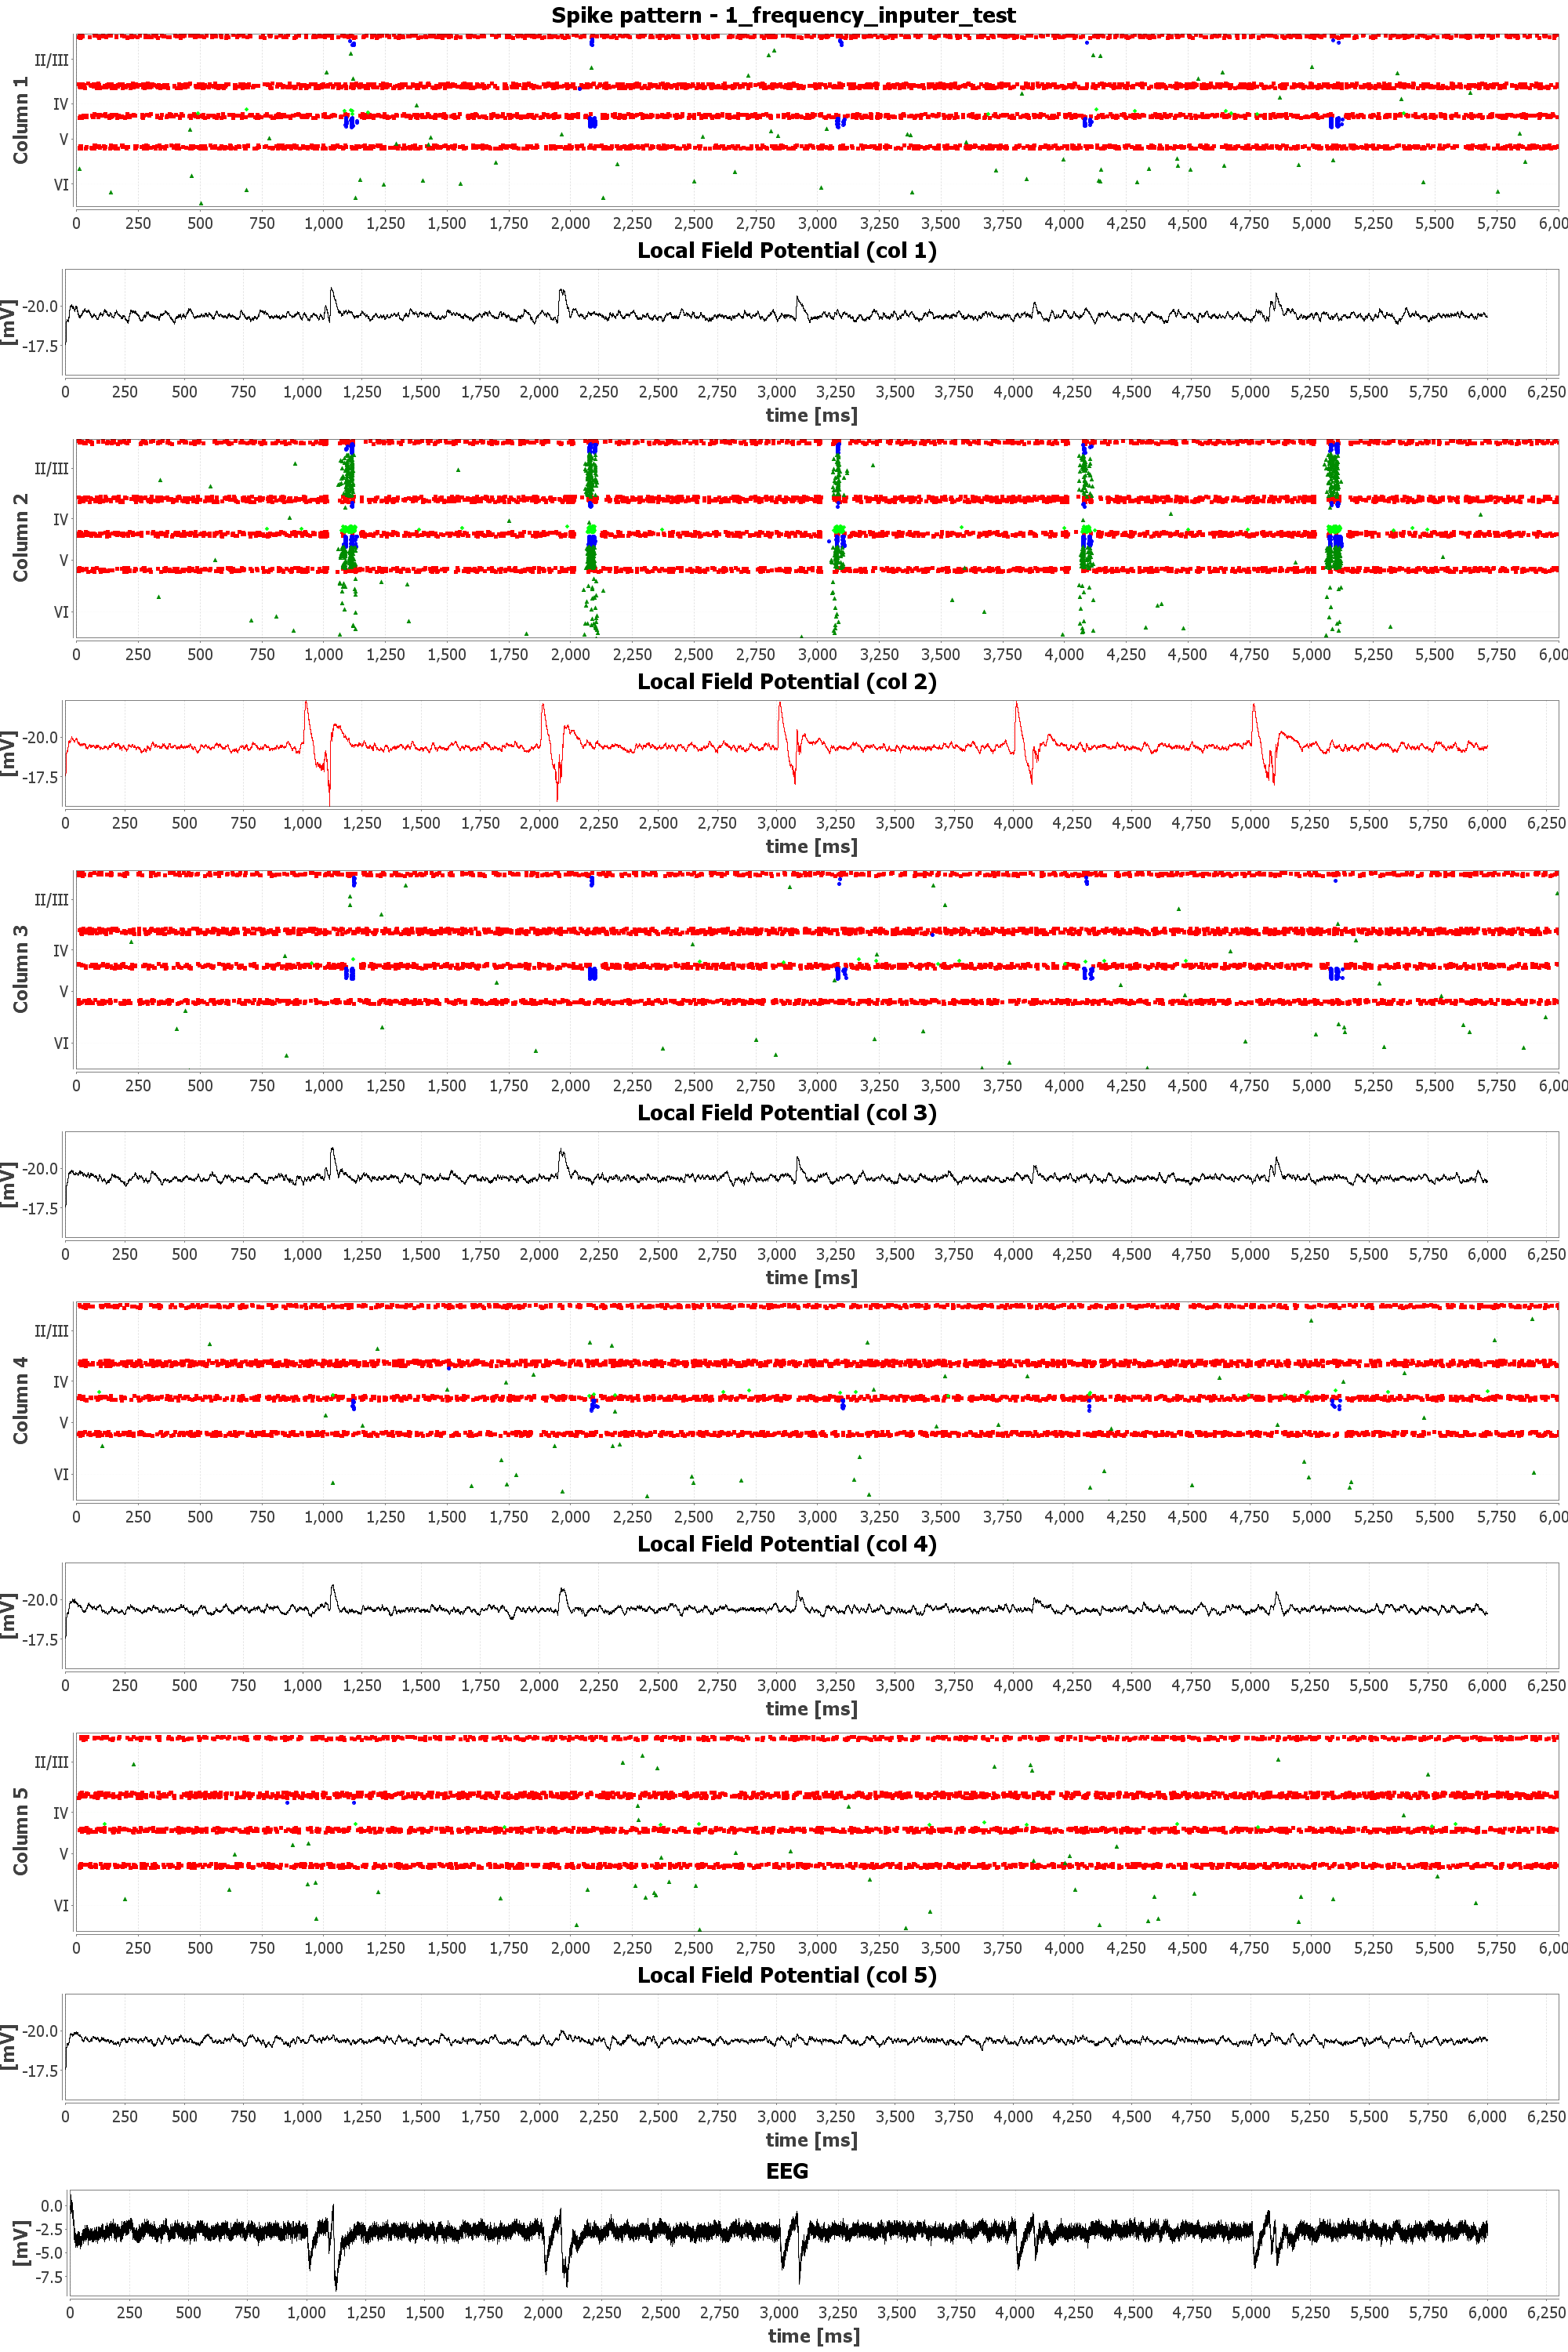 Spike pattern - 1_frequency_inputer_test
Column 1
II/III
IV
V
VI
0 250 500 750 1,000 1,250 1,500 1,750 2,000 2,250 2,500 2,750 3,000 3,250 3,500 3,750 4,000 4,250 4,500 4,750 5,000 5,250 5,500 5,750 6,00
Local Field Potential (col 1)
[mV]
-20.0
-17.5
0 250 500 750 1,000 1,250 1,500 1,750 2,000 2,250 2,500 2,750 3,000 3,250 3,500 3,750 4,000 4,250 4,500 4,750 5,000 5,250 5,500 5,750 6,000 6,250
time [ms]
Column 2
II/III
IV
V
VI
0 250 500 750 1,000 1,250 1,500 1,750 2,000 2,250 2,500 2,750 3,000 3,250 3,500 3,750 4,000 4,250 4,500 4,750 5,000 5,250 5,500 5,750 6,00
Local Field Potential (col 2)
[mV]
-20.0
-17.5
0 250 500 750 1,000 1,250 1,500 1,750 2,000 2,250 2,500 2,750 3,000 3,250 3,500 3,750 4,000 4,250 4,500 4,750 5,000 5,250 5,500 5,750 6,000 6,250
time [ms]
Column 3
II/III
IV
V
VI
0 250 500 750 1,000 1,250 1,500 1,750 2,000 2,250 2,500 2,750 3,000 3,250 3,500 3,750 4,000 4,250 4,500 4,750 5,000 5,250 5,500 5,750 6,00
Local Field Potential (col 3)
[mV]
-20.0
-17.5
0 250 500 750 1,000 1,250 1,500 1,750 2,000 2,250 2,500 2,750 3,000 3,250 3,500 3,750 4,000 4,250 4,500 4,750 5,000 5,250 5,500 5,750 6,000 6,250
time [ms]
Column 4
II/III
IV
V
VI
0 250 500 750 1,000 1,250 1,500 1,750 2,000 2,250 2,500 2,750 3,000 3,250 3,500 3,750 4,000 4,250 4,500 4,750 5,000 5,250 5,500 5,750 6,00
Local Field Potential (col 4)
[mV]
-20.0
-17.5
0 250 500 750 1,000 1,250 1,500 1,750 2,000 2,250 2,500 2,750 3,000 3,250 3,500 3,750 4,000 4,250 4,500 4,750 5,000 5,250 5,500 5,750 6,000 6,250
time [ms]
Column 5
II/III
IV
V
VI
0 250 500 750 1,000 1,250 1,500 1,750 2,000 2,250 2,500 2,750 3,000 3,250 3,500 3,750 4,000 4,250 4,500 4,750 5,000 5,250 5,500 5,750 6,00
Local Field Potential (col 5)
[mV]
-20.0
-17.5
0 250 500 750 1,000 1,250 1,500 1,750 2,000 2,250 2,500 2,750 3,000 3,250 3,500 3,750 4,000 4,250 4,500 4,750 5,000 5,250 5,500 5,750 6,000 6,250
time [ms]
EEG
[mV]
0.0
-2.5
-5.0
-7.5
0 250 500 750 1,000 1,250 1,500 1,750 2,000 2,250 2,500 2,750 3,000 3,250 3,500 3,750 4,000 4,250 4,500 4,750 5,000 5,250 5,500 5,750 6,000 6,250
time [ms]